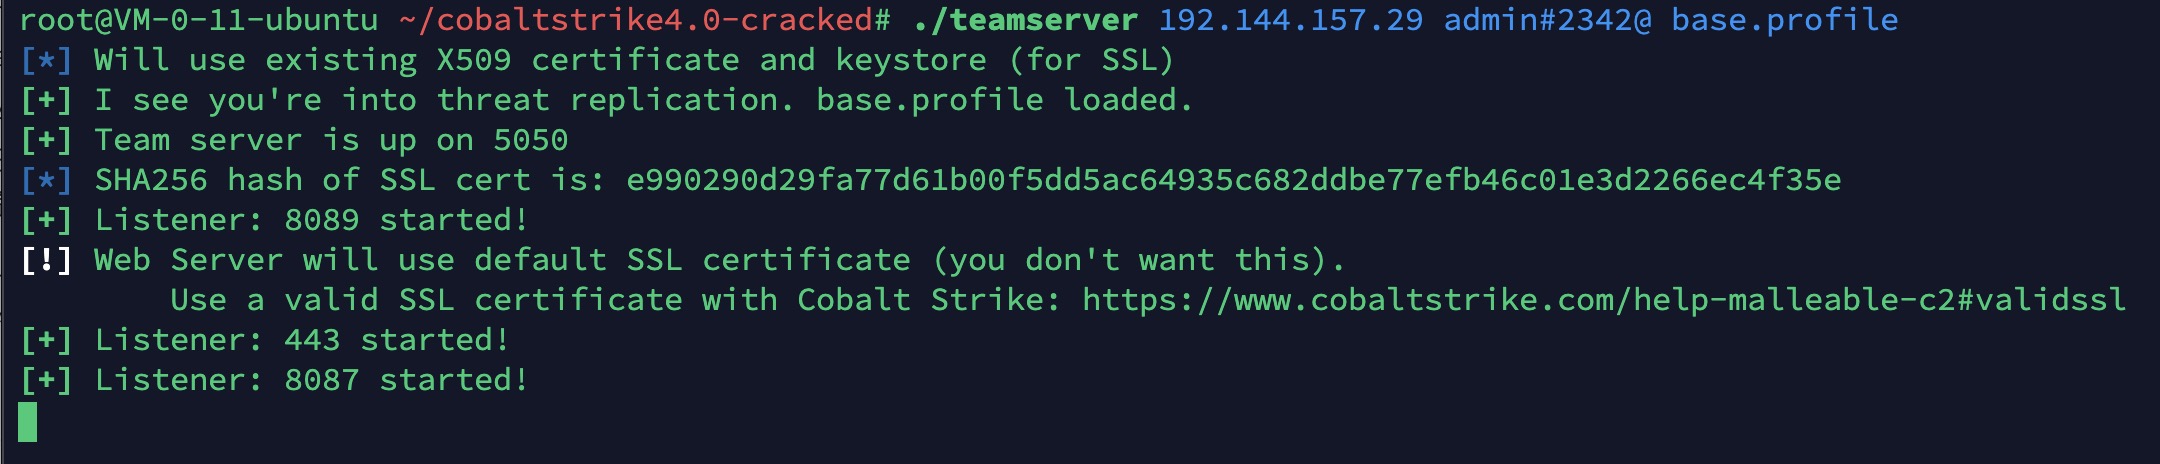 root@VM-0-11-ubuntu ~/cobaltstrike4.0-cracked# ./teamserver 192.144.157.29 admin#2342@ base.profile
[*] Will use existing X509 certificate and keystore (for SSL)
[+] I see you're into threat replication. base.profile loaded.
[+] Team server is up on 5050
[*] SHA256 hash of SSL cert is: e990290d29fa77d61b00f5dd5ac64935c682ddbe77efb46c01e3d2266ec4f35e
[+] Listener: 8089 started!
[!] Web Server will use default SSL certificate (you don't want this).
Use a valid SSL certificate with Cobalt Strike: https://www.cobaltstrike.com/help-malleable-c2#validssl
[+] Listener: 443 started!
[+] Listener: 8087 started!